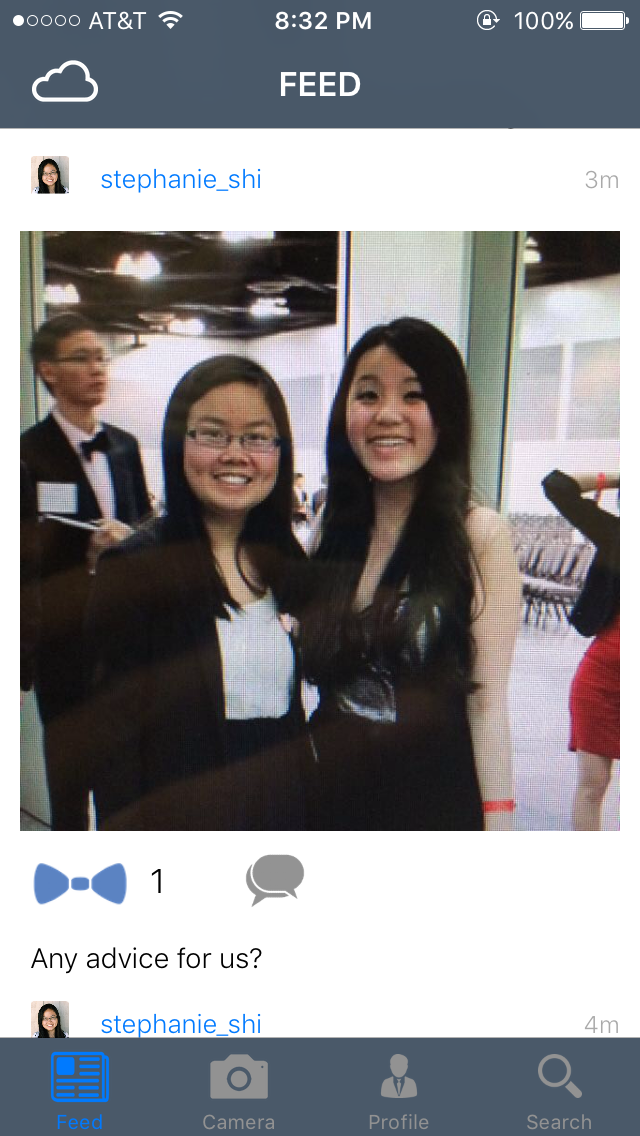 AT&T 8:32 PM 100%
FEED
stephanie_shi 3m
1
Any advice for us?
stephanie_shi 4m
Feed Camera Profile Search